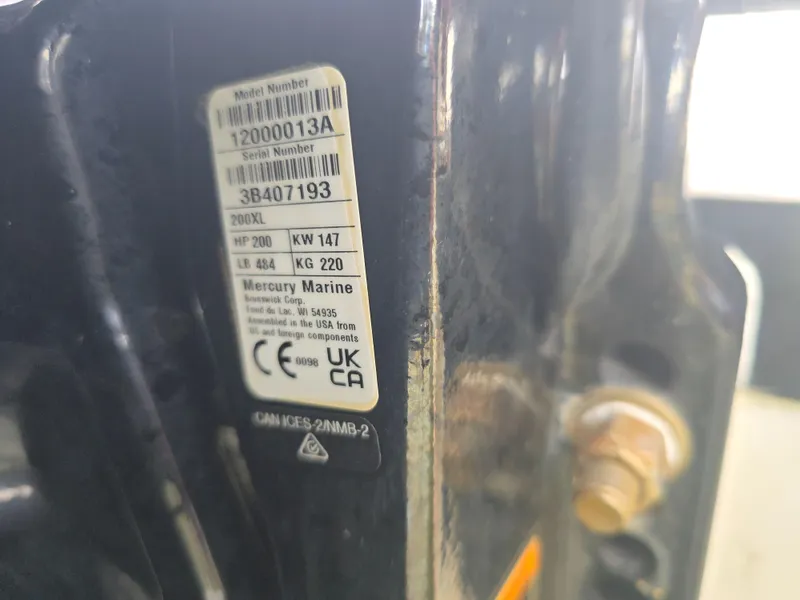 Model Number
12000013A
Serial Number
3B407193
200XL
HP 200 KW 147
LB 484 KG 220
Mercury Marine
Brunswick Corp.
Fond du Lac, WI 54935
Assembled in the USA from
US and foreign components
CE 0098 UK
CA
CAN ICES-2/NMB-2